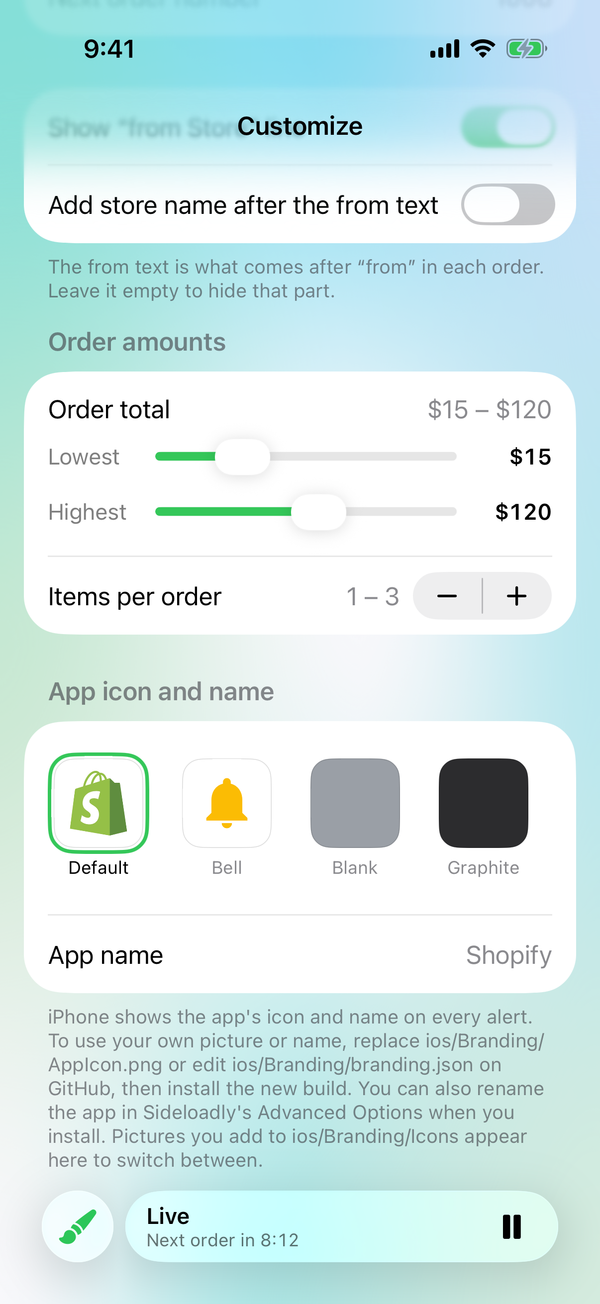 9:41
Customize
Add store name after the from text
The from text is what comes after “from” in each order.
Leave it empty to hide that part.
Order amounts
Order total
$15 – $120
Lowest
$15
Highest
$120
Items per order
1 – 3
App icon and name
S
Default
Bell
Blank
Graphite
App name
Shopify
iPhone shows the app's icon and name on every alert.
To use your own picture or name, replace ios/Branding/
AppIcon.png or edit ios/Branding/branding.json on
GitHub, then install the new build. You can also rename
the app in Sideloadly's Advanced Options when you
install. Pictures you add to ios/Branding/Icons appear
here to switch between.
Live
Next order in 8:12